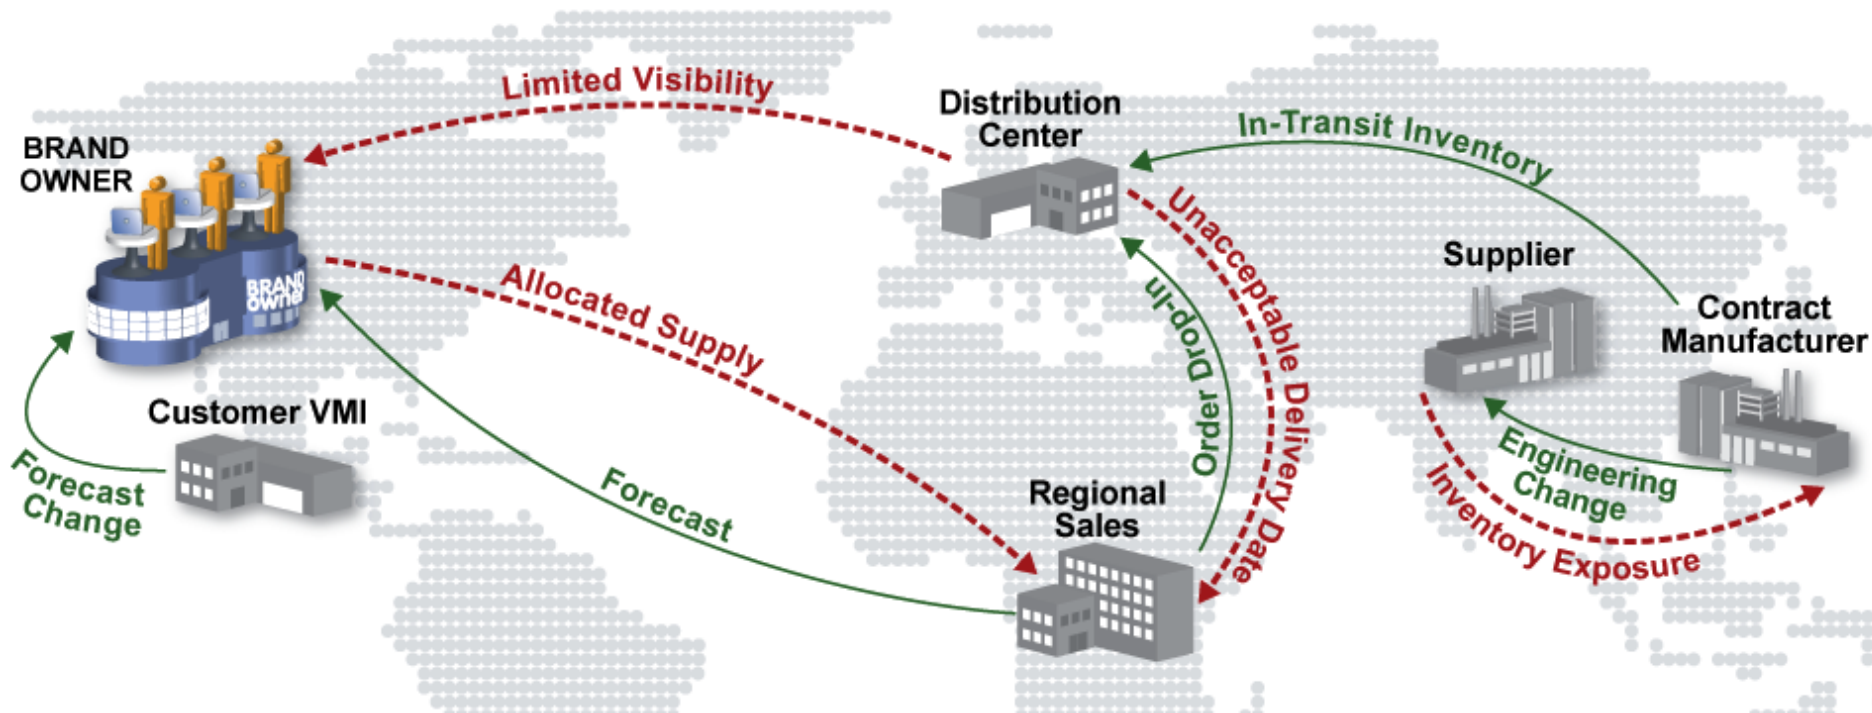 Limited Visibility
Distribution
Center
In-Transit Inventory
BRAND
OWNER
BRAND
OWNER
Unacceptable Delivery Date
Supplier
Allocated Supply
Order Drop-In
Contract
Manufacturer
Customer VMI
Forecast
Change
Forecast
Regional
Sales
Engineering
Change
Inventory Exposure